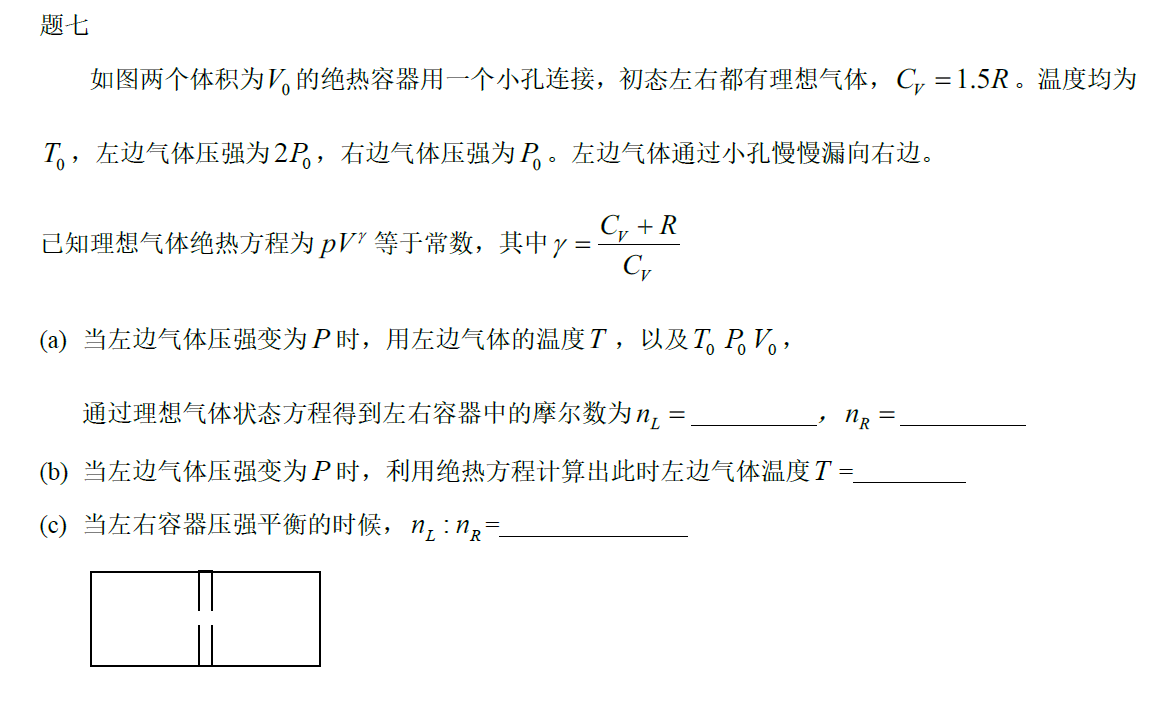 题七
如图两个体积为V₀的绝热容器用一个小孔连接，初态左右都有理想气体，C_V = 1.5R。温度均为
T₀，左边气体压强为2P₀，右边气体压强为P₀。左边气体通过小孔慢慢漏向右边。
已知理想气体绝热方程为 pV^γ 等于常数，其中 γ = (C_V + R)/C_V
(a) 当左边气体压强变为P时，用左边气体的温度T，以及T₀ P₀ V₀，
通过理想气体状态方程得到左右容器中的摩尔数为n_L = __________，n_R = __________
(b) 当左边气体压强变为P时，利用绝热方程计算出此时左边气体温度T =_________
(c) 当左右容器压强平衡的时候，n_L : n_R=_______________